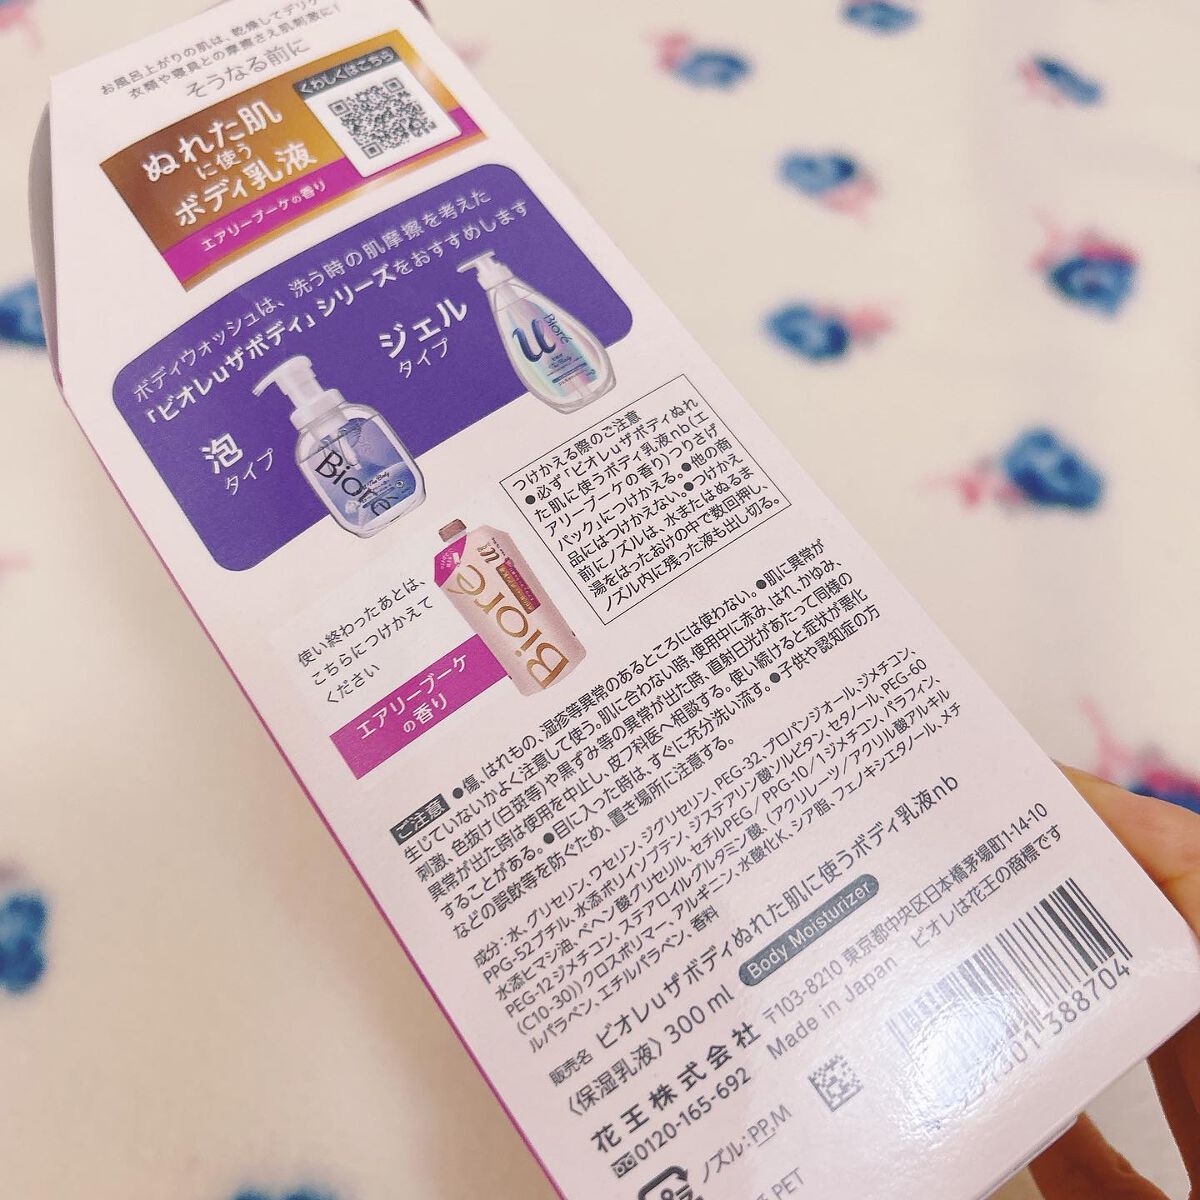 お風呂上がりの肌は、乾燥してデリケ
衣類や寝具との摩擦さえ肌刺激に!
そうなる前に
ぬれた肌
に使う
ボディ乳液
エアリーブーケの香り
くわしくはこちら
ボディウォッシュは、洗う時の肌摩擦を考えた
「ビオレuザボディ」シリーズをおすすめします
泡
タイプ
ジェル
タイプ
Bioré
u
Bioré
The Body
使い終わったあとは、
こちらにつけかえて
ください
エアリーブーケ
の香り
Bioré
u
つけかえる際のご注意
●必ず「ビオレuザボディぬれ
た肌に使うボディ乳液nb(エ
アリーブーケの香り)つりさげ
パック」につけかえる。●他の商
品にはつけかえない。●つけかえ
前にノズルは、水またはぬるま
湯をはったおけの中で数回押し、
ノズル内に残った液も出し切る。
ご注意 ●傷、はれもの、湿疹等異常のあるところには使わない。●肌に異常が
生じていないかよく注意して使う。肌に合わない時、使用中に赤み、はれ、かゆみ、
刺激、色抜け(白斑等)や黒ずみ等の異常が出た時、直射日光があたって同様の
異常が出た時は使用を中止し、皮フ科医へ相談する。使い続けると症状が悪化
することがある。●目に入った時は、すぐに充分洗い流す。●子供や認知症の方
などの誤飲等を防ぐため、置き場所に注意する。
成分:水、グリセリン、ワセリン、ジグリセリン、PEG-32、プロパンジオール、ジメチコン、
PPG-52ブチル、水添ポリイソブテン、ジステアリン酸ソルビタン、セタノール、PEG-60
水添ヒマシ油、ベヘン酸グリセリル、セチルPEG/PPG-10/1ジメチコン、パラフィン、
PEG-12ジメチコン、ステアロイルグルタミン酸、(アクリレーツ/アクリル酸アルキル
(C10-30))クロスポリマー、アルギニン、水酸化K、シア脂、フェノキシエタノール、メチ
ルパラベン、エチルパラベン、香料
販売名 ビオレuザボディぬれた肌に使うボディ乳液nb
〈保湿乳液〉300ml Body Moisturizer
花王株式会社 〒103-8210 東京都中央区日本橋茅場町1-14-10
0120-165-692 Made in Japan ビオレは花王の商標です
ノズル:PP,M
PET
388704